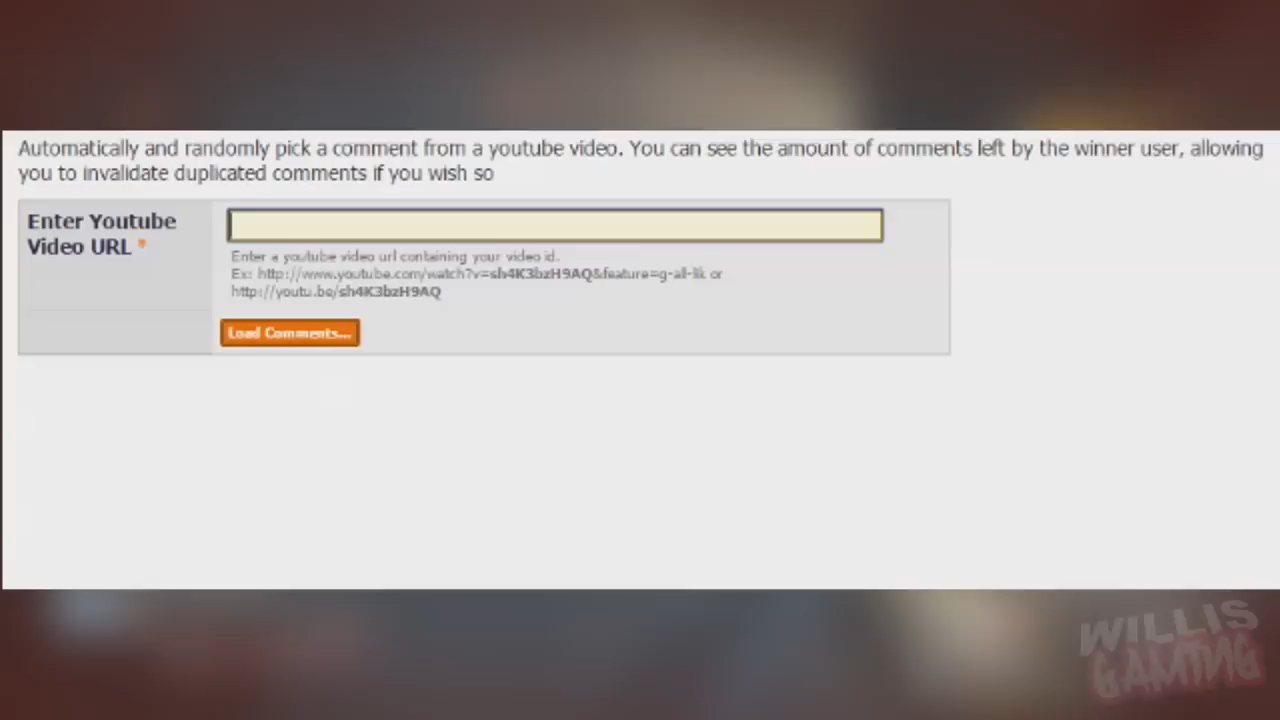 Automatically and randomly pick a comment from a youtube video. You can see the amount of comments left by the winner user, allowing
you to invalidate duplicated comments if you wish so
Enter Youtube
Video URL *
Enter a youtube video url containing your video id.
Ex: http://www.youtube.com/watch?v=sh4K3bzH9AQ&feature=g-all-lik or
http://youtu.be/sh4K3bzH9AQ
Load Comments...
WILLIS
GAMING